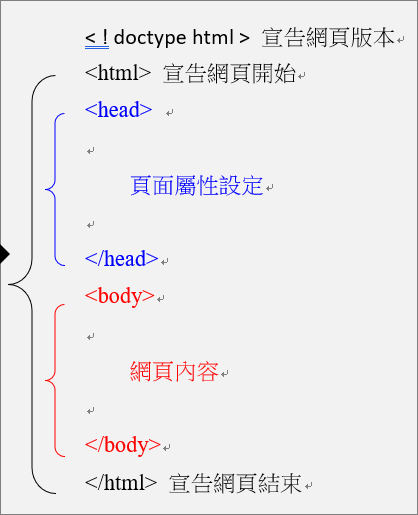 < ! doctype html > 宣告網頁版本
<html> 宣告網頁開始
<head>
頁面屬性設定
</head>
<body>
網頁內容
</body>
</html> 宣告網頁結束